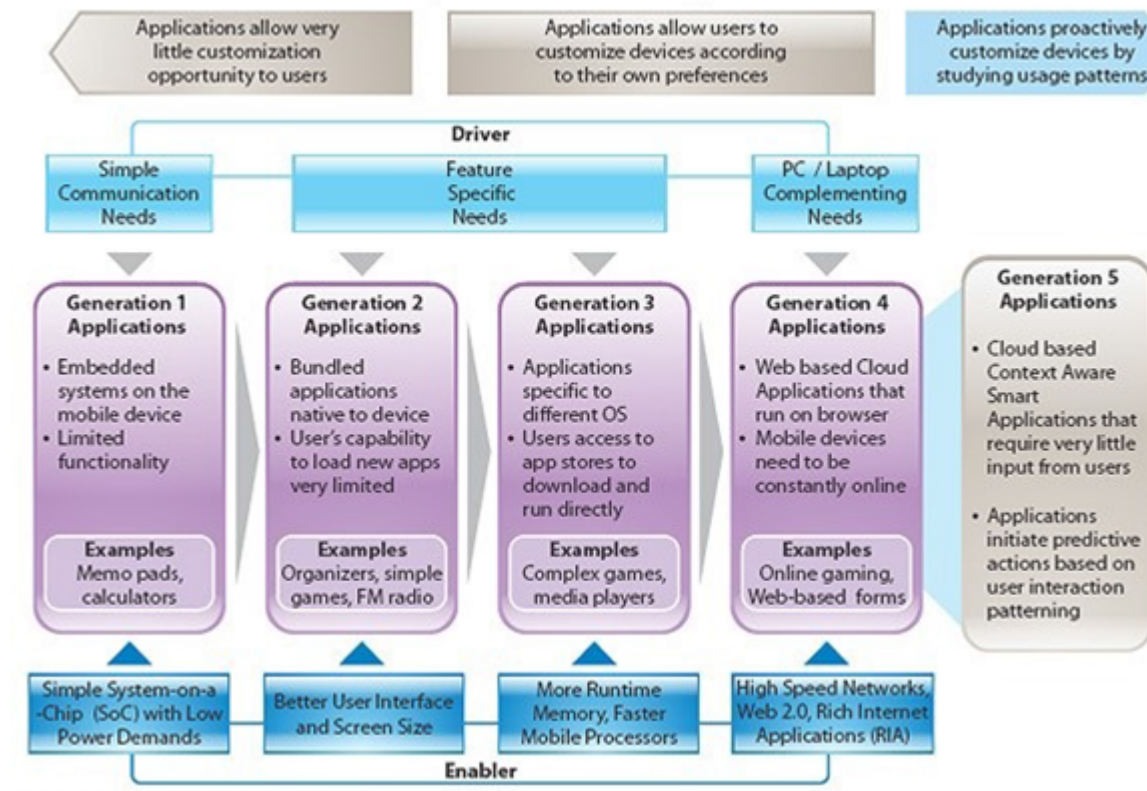 Applications allow very
little customization
opportunity to users
Applications allow users to
customize devices according
to their own preferences
Applications proactively
customize devices by
studying usage patterns
Driver
Simple
Communication
Needs
Feature
Specific
Needs
PC / Laptop
Complementing
Needs
Generation 1
Applications
• Embedded
systems on the
mobile device
• Limited
functionality
Examples
Memo pads,
calculators
Generation 2
Applications
• Bundled
applications
native to device
• User's capability
to load new apps
very limited
Examples
Organizers, simple
games, FM radio
Generation 3
Applications
• Applications
specific to
different OS
• Users access to
app stores to
download and
run directly
Examples
Complex games,
media players
Generation 4
Applications
• Web based Cloud
Applications that
run on browser
• Mobile devices
need to be
constantly online
Examples
Online gaming,
Web-based forms
Generation 5
Applications
• Cloud based
Context Aware
Smart
Applications that
require very little
input from users
• Applications
initiate predictive
actions based on
user interaction
patterning
Simple System-on-a
-Chip (SoC) with Low
Power Demands
Better User Interface
and Screen Size
More Runtime
Memory, Faster
Mobile Processors
High Speed Networks,
Web 2.0, Rich Internet
Applications (RIA)
Enabler